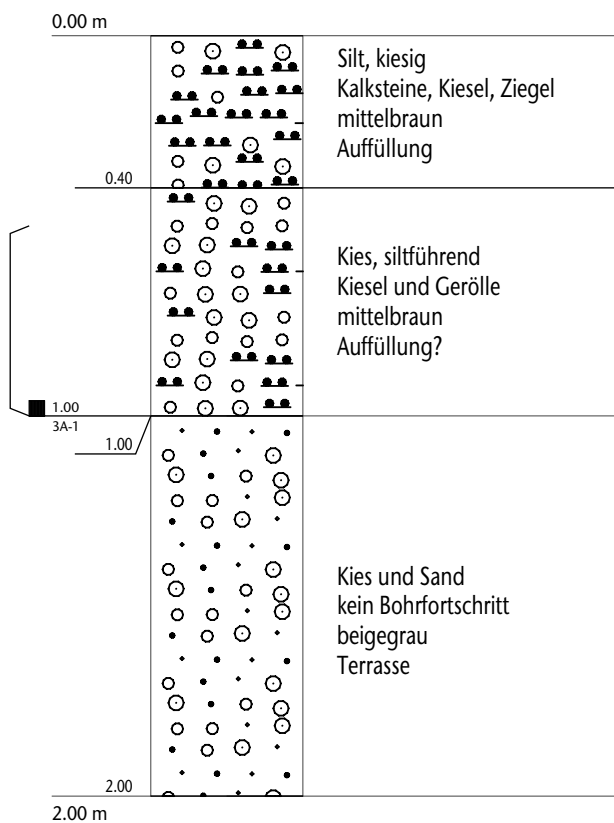 0.00 m
Silt, kiesig
Kalksteine, Kiesel, Ziegel
mittelbraun
Auffüllung
0.40
Kies, siltführend
Kiesel und Gerölle
mittelbraun
Auffüllung?
1.00
3A-1
1.00
Kies und Sand
kein Bohrfortschritt
beigegrau
Terrasse
2.00
2.00 m